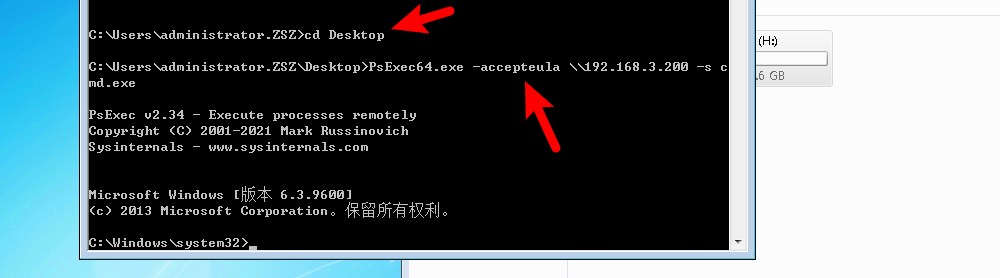 C:\Users\administrator.ZSZ>cd Desktop
(H:)
C:\Users\administrator.ZSZ\Desktop>PsExec64.exe -accepteula \\192.168.3.200 -s c
md.exe
.6 GB
PsExec v2.34 - Execute processes remotely
Copyright (C) 2001-2021 Mark Russinovich
Sysinternals - www.sysinternals.com
Microsoft Windows [版本 6.3.9600]
(c) 2013 Microsoft Corporation。保留所有权利。
C:\Windows\system32>